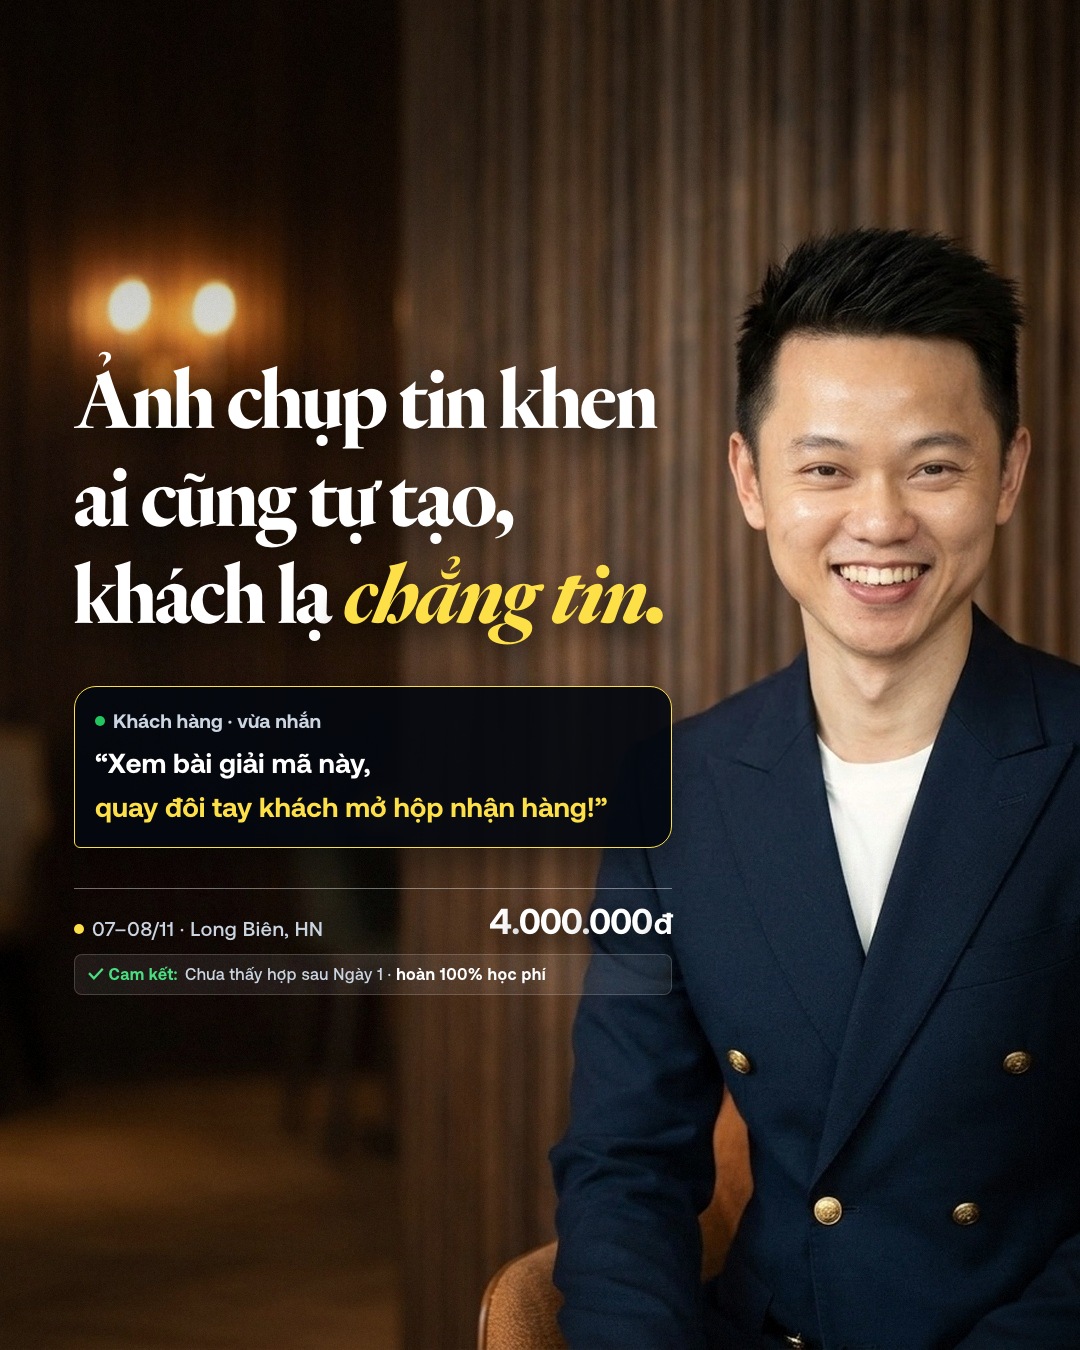 Ảnh chụp tin khen
ai cũng tự tạo,
khách lạ chẳng tin.
Khách hàng · vừa nhắn
“Xem bài giải mã này,
quay đôi tay khách mở hộp nhận hàng!”
07–08/11 · Long Biên, HN
4.000.000đ
✓ Cam kết: Chưa thấy hợp sau Ngày 1 · hoàn 100% học phí